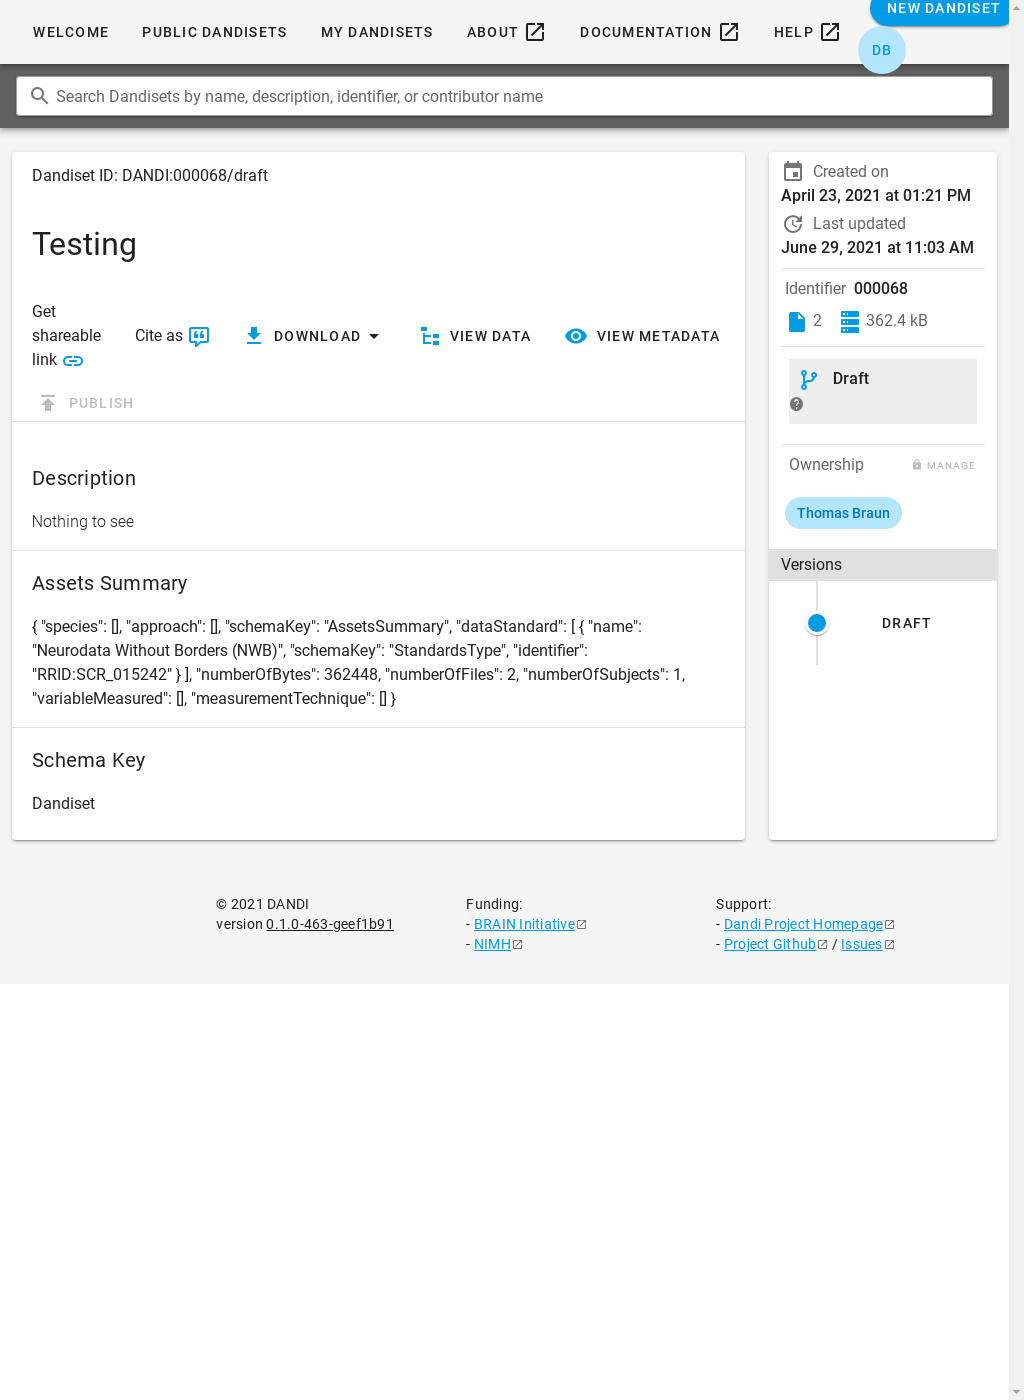 WELCOME PUBLIC DANDISETS MY DANDISETS ABOUT DOCUMENTATION HELP NEW DANDISET
DB
Search Dandisets by name, description, identifier, or contributor name
Dandiset ID: DANDI:000068/draft
Testing
Get
shareable
link
Cite as
DOWNLOAD
VIEW DATA
VIEW METADATA
PUBLISH
Description
Nothing to see
Assets Summary
{ "species": [], "approach": [], "schemaKey": "AssetsSummary", "dataStandard": [ { "name":
"Neurodata Without Borders (NWB)", "schemaKey": "StandardsType", "identifier":
"RRID:SCR_015242" } ], "numberOfBytes": 362448, "numberOfFiles": 2, "numberOfSubjects": 1,
"variableMeasured": [], "measurementTechnique": [] }
Schema Key
Dandiset
Created on
April 23, 2021 at 01:21 PM
Last updated
June 29, 2021 at 11:03 AM
Identifier 000068
2 362.4 kB
Draft
Ownership MANAGE
Thomas Braun
Versions
DRAFT
© 2021 DANDI
version 0.1.0-463-geef1b91
Funding:
- BRAIN Initiative
- NIMH
Support:
- Dandi Project Homepage
- Project Github / Issues